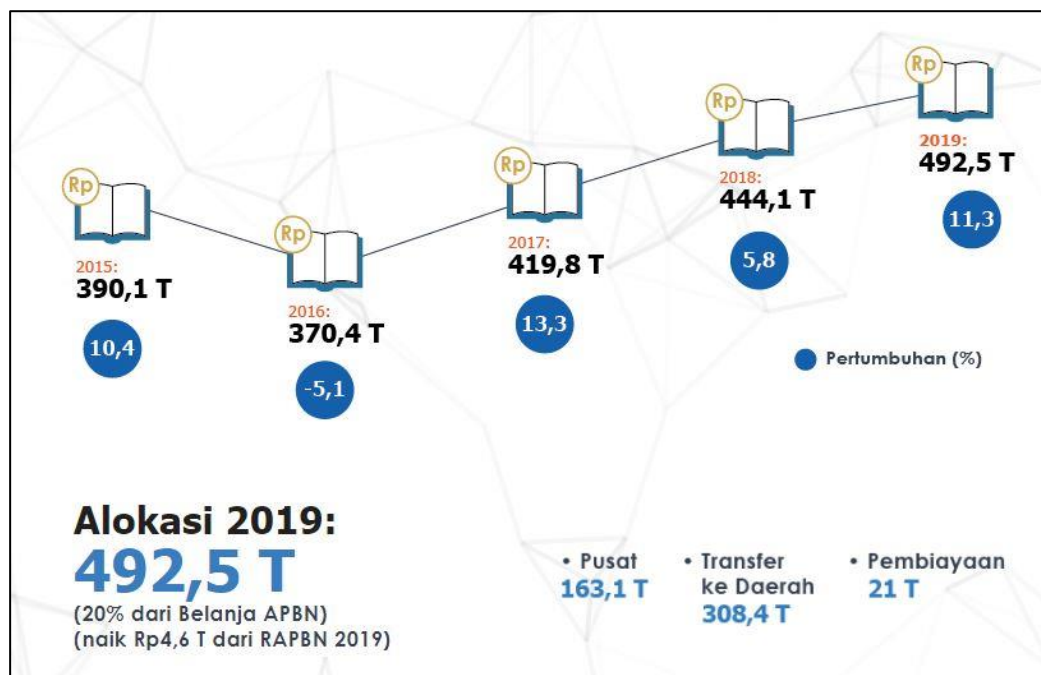 Rp
2015:
390,1 T
10,4
Rp
2016:
370,4 T
-5,1
Rp
2017:
419,8 T
13,3
Rp
2018:
444,1 T
5,8
Rp
2019:
492,5 T
11,3
Pertumbuhan (%)
Alokasi 2019:
492,5 T
(20% dari Belanja APBN)
(naik Rp4,6 T dari RAPBN 2019)
• Pusat
163,1 T
• Transfer
ke Daerah
308,4 T
• Pembiayaan
21 T